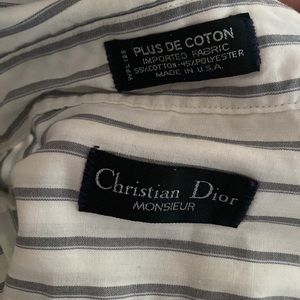 PLUS DE COTON
IMPORTED FABRIC
55% COTTON-45% POLYESTER
MADE IN U.S.A.
Christian Dior
MONSIEUR